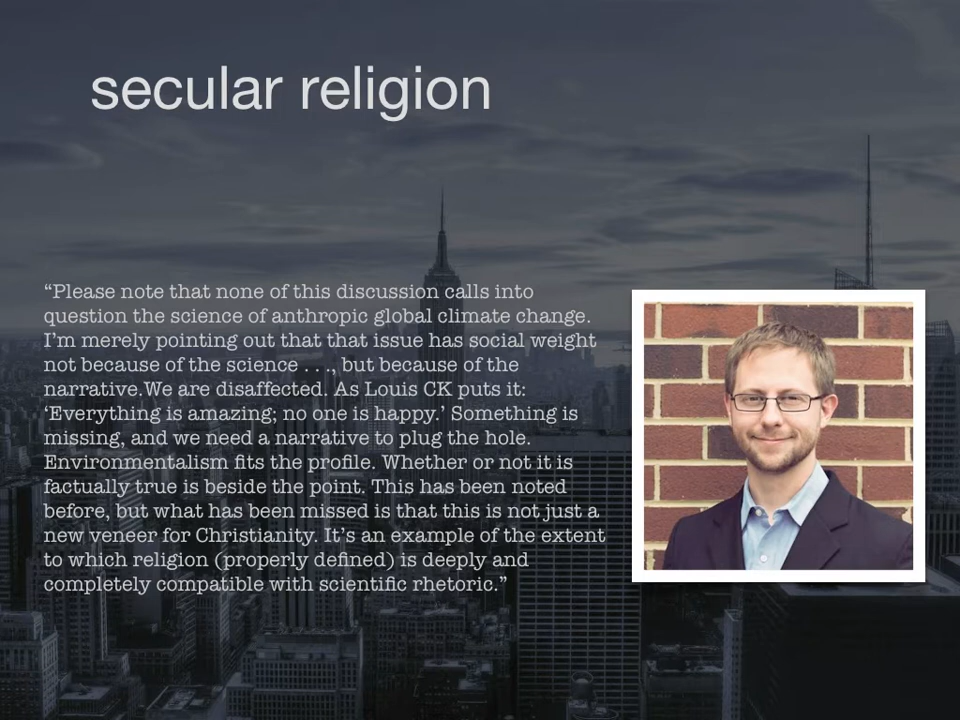 secular religion
“Please note that none of this discussion calls into
question the science of anthropic global climate change.
I’m merely pointing out that that issue has social weight
not because of the science . . ., but because of the
narrative.We are disaffected. As Louis CK puts it:
‘Everything is amazing; no one is happy.’ Something is
missing, and we need a narrative to plug the hole.
Environmentalism fits the profile. Whether or not it is
factually true is beside the point. This has been noted
before, but what has been missed is that this is not just a
new veneer for Christianity. It’s an example of the extent
to which religion (properly defined) is deeply and
completely compatible with scientific rhetoric.”